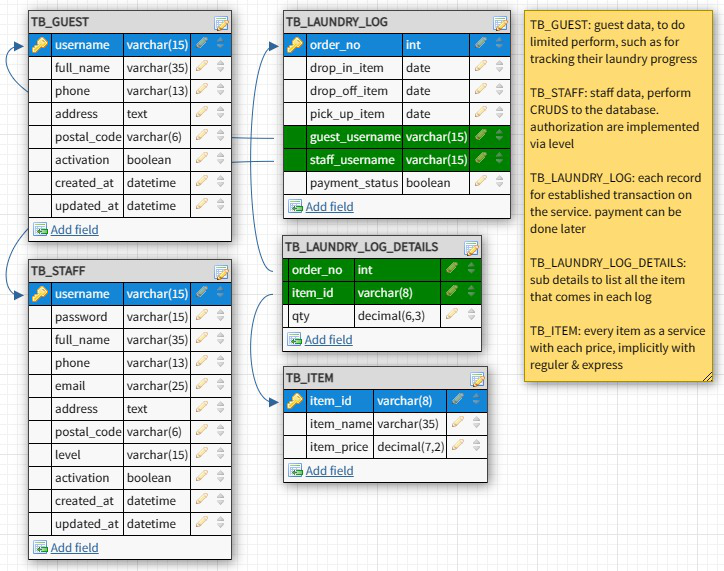 TB_GUEST
username varchar(15)
full_name varchar(35)
phone varchar(13)
address text
postal_code varchar(6)
activation boolean
created_at datetime
updated_at datetime
Add field
TB_STAFF
username varchar(15)
password varchar(15)
full_name varchar(35)
phone varchar(13)
email varchar(25)
address text
postal_code varchar(6)
level varchar(15)
activation boolean
created_at datetime
updated_at datetime
Add field
TB_LAUNDRY_LOG
order_no int
drop_in_item date
drop_off_item date
pick_up_item date
guest_username varchar(15)
staff_username varchar(15)
payment_status boolean
Add field
TB_LAUNDRY_LOG_DETAILS
order_no int
item_id varchar(8)
qty decimal(6,3)
Add field
TB_ITEM
item_id varchar(8)
item_name varchar(35)
item_price decimal(7,2)
Add field
TB_GUEST: guest data, to do
limited perform, such as for
tracking their laundry progress
TB_STAFF: staff data, perform
CRUDS to the database.
authorization are implemented
via level
TB_LAUNDRY_LOG: each record
for established transaction on
the service. payment can be
done later
TB_LAUNDRY_LOG_DETAILS:
sub details to list all the item
that comes in each log
TB_ITEM: every item as a service
with each price, implicitly with
reguler & express